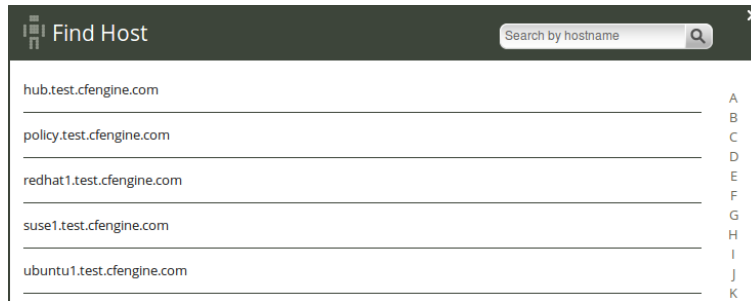 Find Host
Search by hostname
hub.test.cfengine.com
policy.test.cfengine.com
redhat1.test.cfengine.com
suse1.test.cfengine.com
ubuntu1.test.cfengine.com
A
B
C
D
E
F
G
H
I
J
K